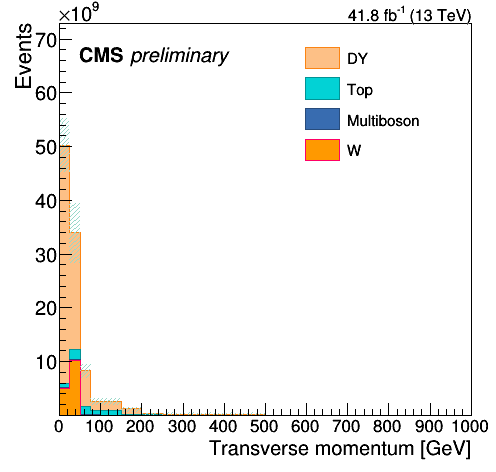 ×10⁹
41.8 fb⁻¹ (13 TeV)
Events
CMS preliminary
DY
Top
Multiboson
W
70
60
50
40
30
20
10
0 100 200 300 400 500 600 700 800 900 1000
Transverse momentum [GeV]